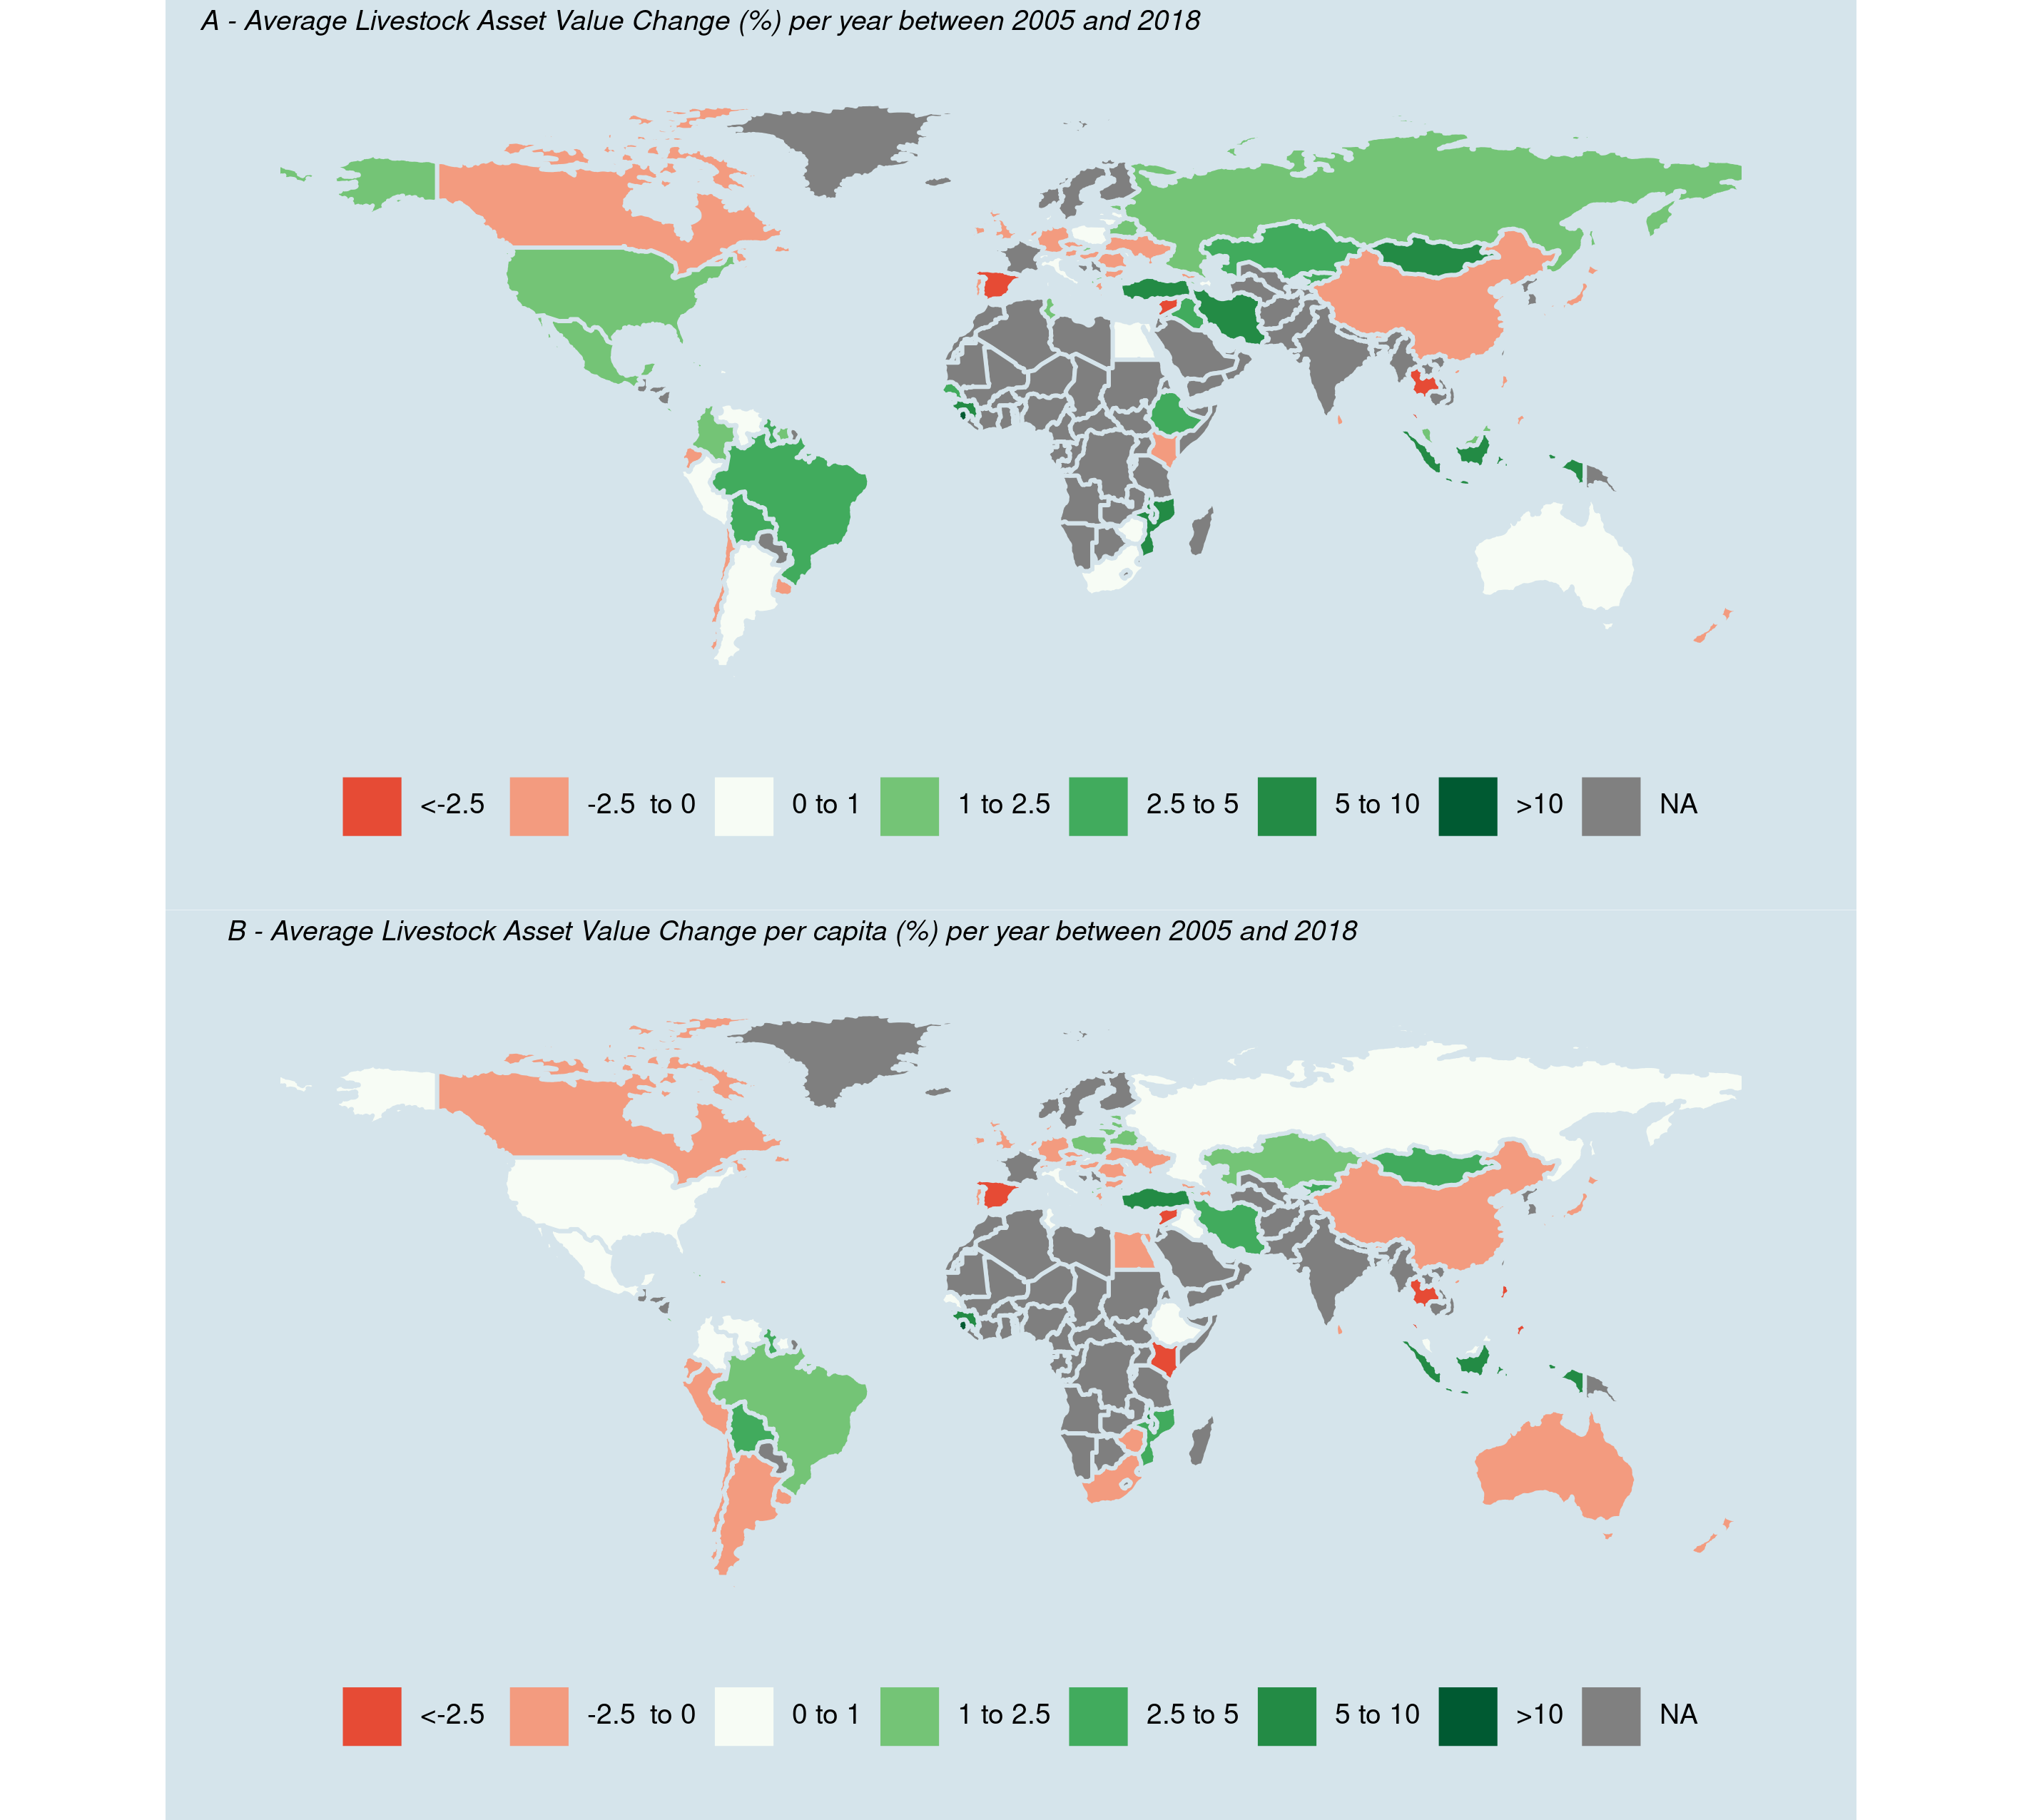 A - Average Livestock Asset Value Change (%) per year between 2005 and 2018
<-2.5 -2.5 to 0 0 to 1 1 to 2.5 2.5 to 5 5 to 10 >10 NA
B - Average Livestock Asset Value Change per capita (%) per year between 2005 and 2018
<-2.5 -2.5 to 0 0 to 1 1 to 2.5 2.5 to 5 5 to 10 >10 NA